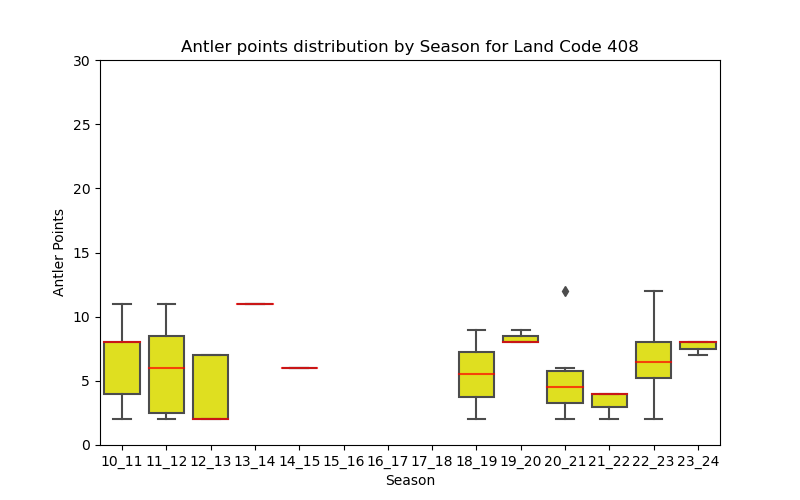 Antler points distribution by Season for Land Code 408
30
25
20
15
10
5
0
Antler Points
10_11 11_12 12_13 13_14 14_15 15_16 16_17 17_18 18_19 19_20 20_21 21_22 22_23 23_24
Season